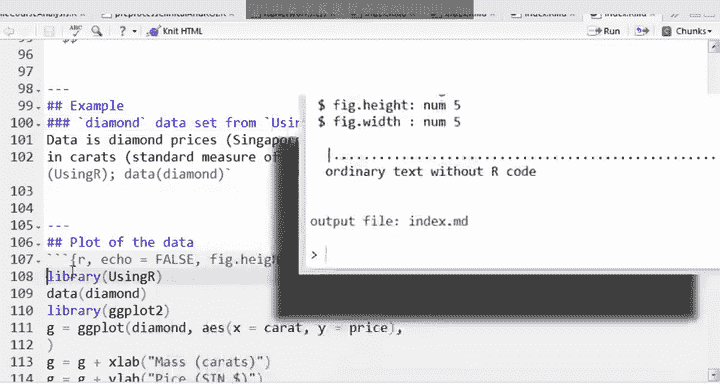 Knit HTML
Run
Chunks
96
97
98 ---
99 ## Example
100 ### `diamond` data set from `Usin
101 Data is diamond prices (Singapo
102 in carats (standard measure of
(UsingR); data(diamond)`
103
104
105 ---
106 ## Plot of the data
107 ```{r, echo = FALSE, fig.heigh
108 library(UsingR)
109 data(diamond)
110 library(ggplot2)
111 g = ggplot(diamond, aes(x = carat, y = price),
112 )
113 g = g + xlab("Mass (carats)")
114 g = g + ylab("Pice (SIN $)")
$ fig.height: num 5
$ fig.width : num 5
|................................................
ordinary text without R code
output file: index.md
>